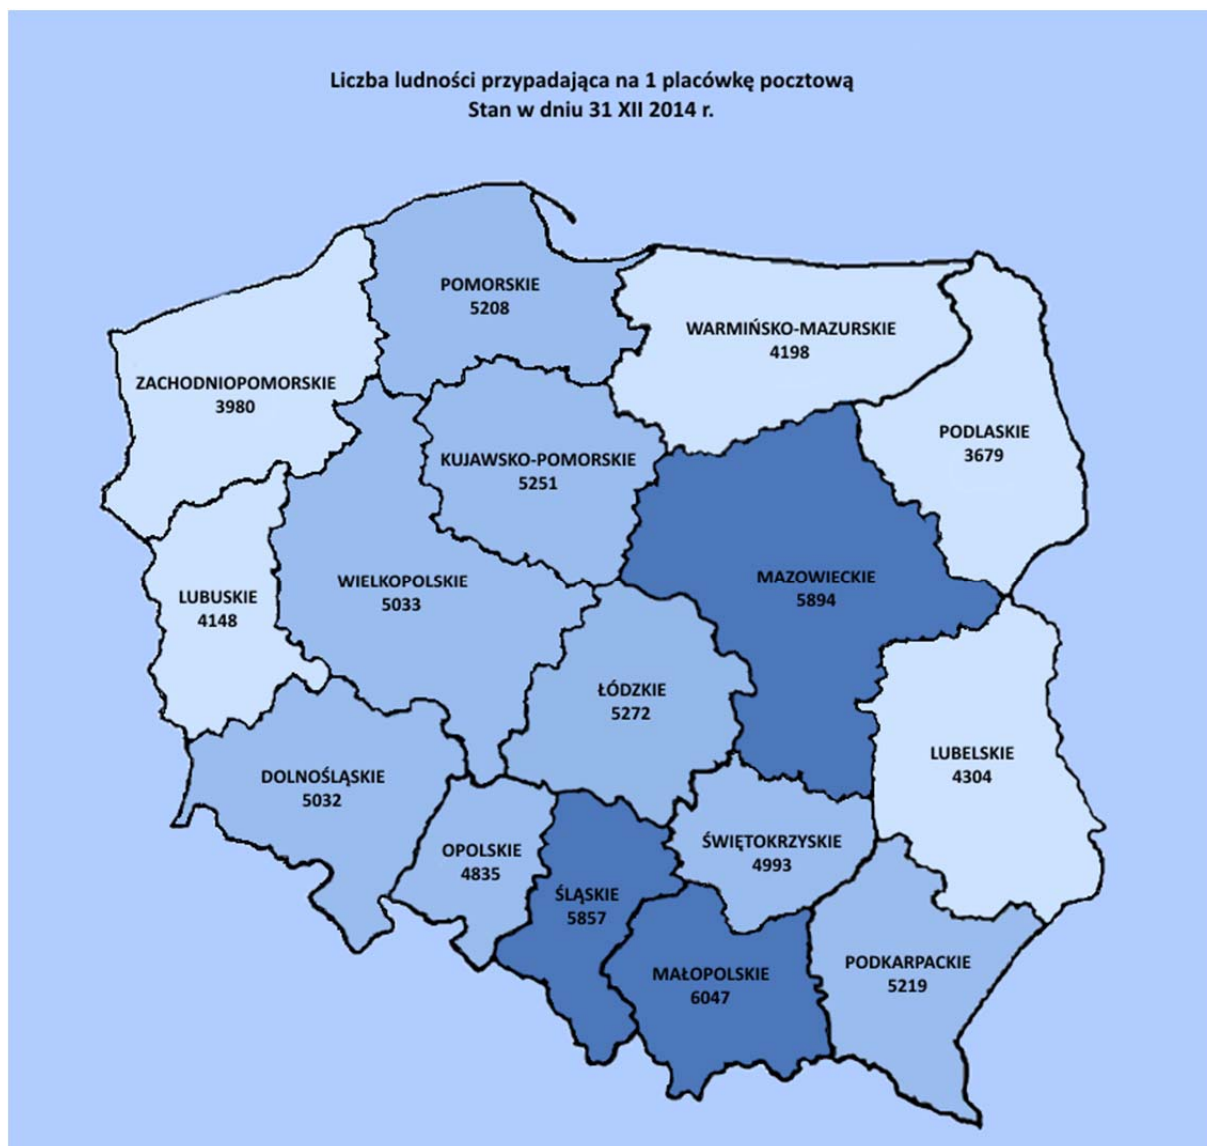 Liczba ludności przypadająca na 1 placówkę pocztową
Stan w dniu 31 XII 2014 r.
POMORSKIE
5208
WARMIŃSKO-MAZURSKIE
4198
ZACHODNIOPOMORSKIE
3980
PODLASKIE
3679
KUJAWSKO-POMORSKIE
5251
WIELKOPOLSKIE
5033
MAZOWIECKIE
5894
LUBUSKIE
4148
ŁÓDZKIE
5272
LUBELSKIE
4304
DOLNOŚLĄSKIE
5032
OPOLSKIE
4835
ŚWIĘTOKRZYSKIE
4993
ŚLĄSKIE
5857
MAŁOPOLSKIE
6047
PODKARPACKIE
5219